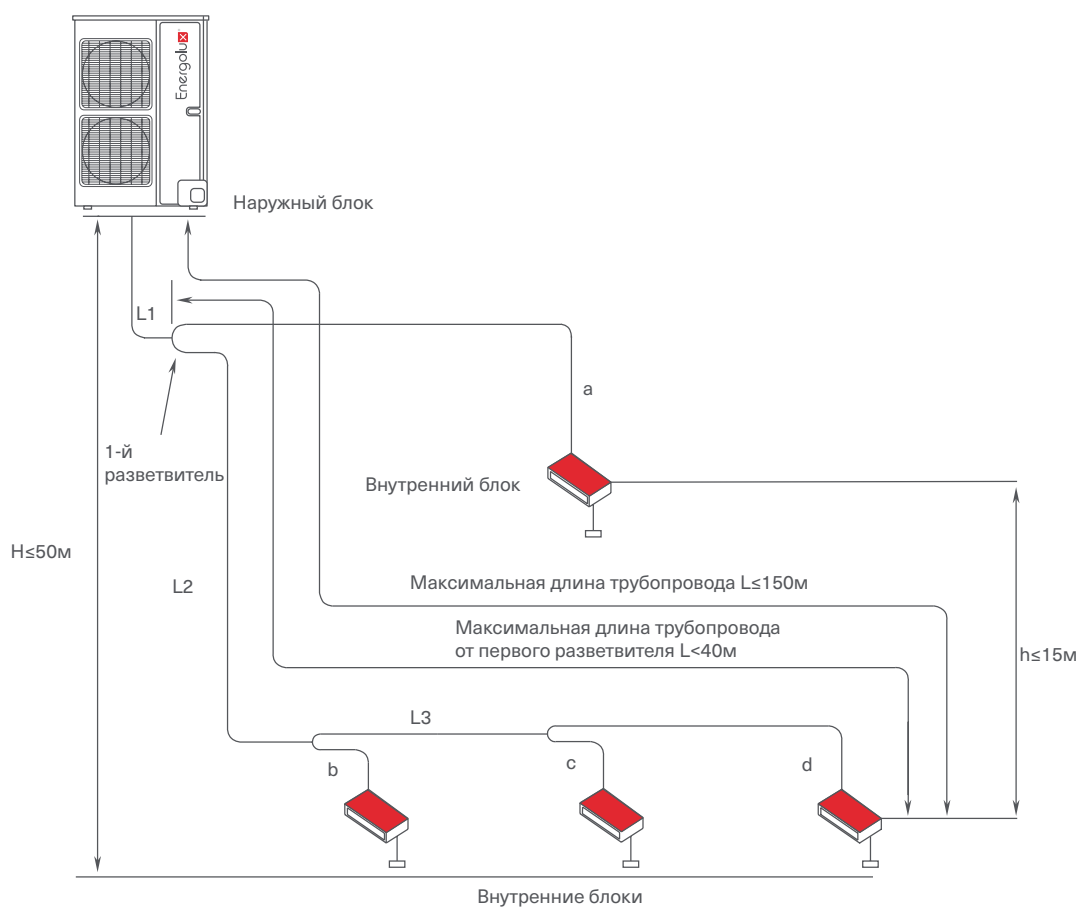 Energolux
Наружный блок
L1
a
1-й
разветвитель
Внутренний блок
H≤50м
L2
Максимальная длина трубопровода L≤150м
Максимальная длина трубопровода
от первого разветвителя L<40м
h≤15м
L3
b
c
d
Внутренние блоки